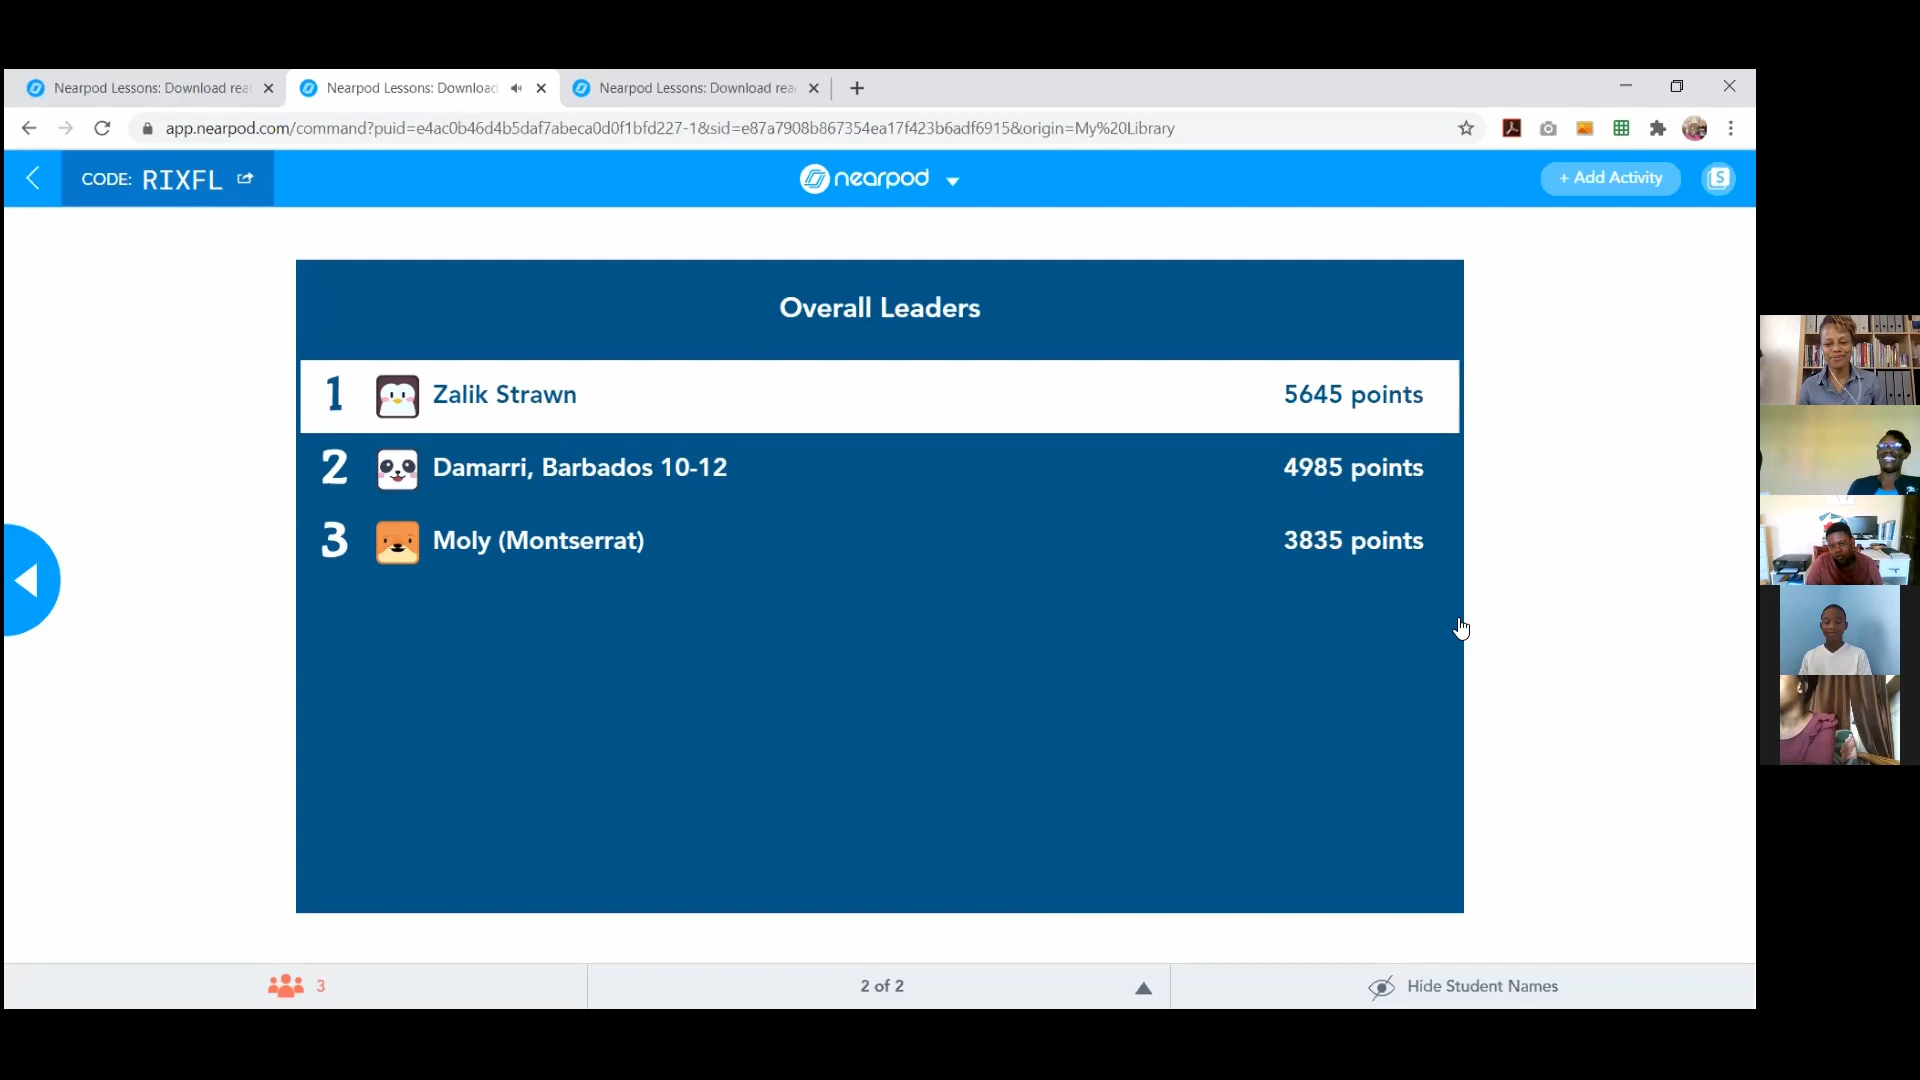 Nearpod Lessons: Download rea
Nearpod Lessons: Download
Nearpod Lessons: Download rea
app.nearpod.com/command?puid=e4ac0b46d4b5daf7abeca0d0f1bfd227-1&sid=e87a7908b867354ea17f423b6adf6915&origin=My%20Library
CODE: RIXFL
nearpod
+ Add Activity
S
Overall Leaders
1 Zalik Strawn 5645 points
2 Damarri, Barbados 10-12 4985 points
3 Moly (Montserrat) 3835 points
3
2 of 2
Hide Student Names